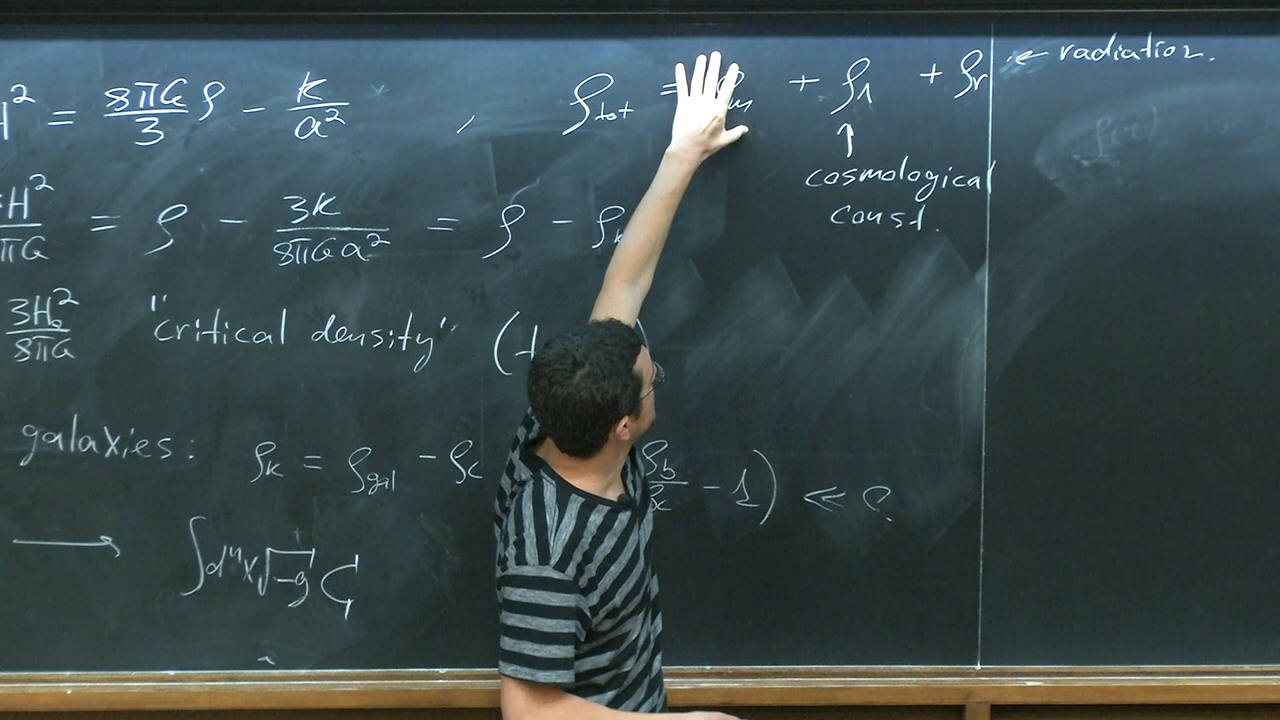 H² = 8πG/3 ρ − k/a² , ρtot = ρm + ρΛ + ρr ← radiation.
↑
cosmological
const.
H²/πG = ρ − 3k/8πGa² = ρ − ρk
3H₀²/8πG "critical density" (
galaxies: ρk = ρgal − ρc − 1) ≪ ρ
→ ∫d⁴x√−g